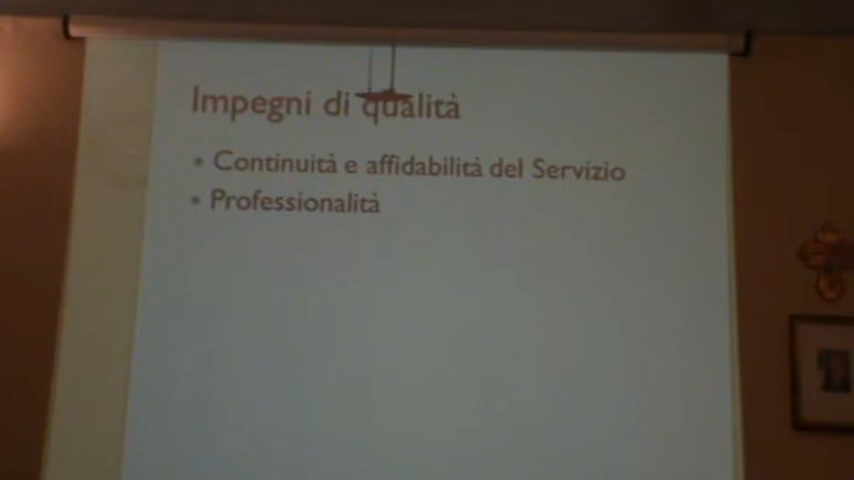 Impegni di qualità
• Continuità e affidabilità del Servizio
• Professionalità